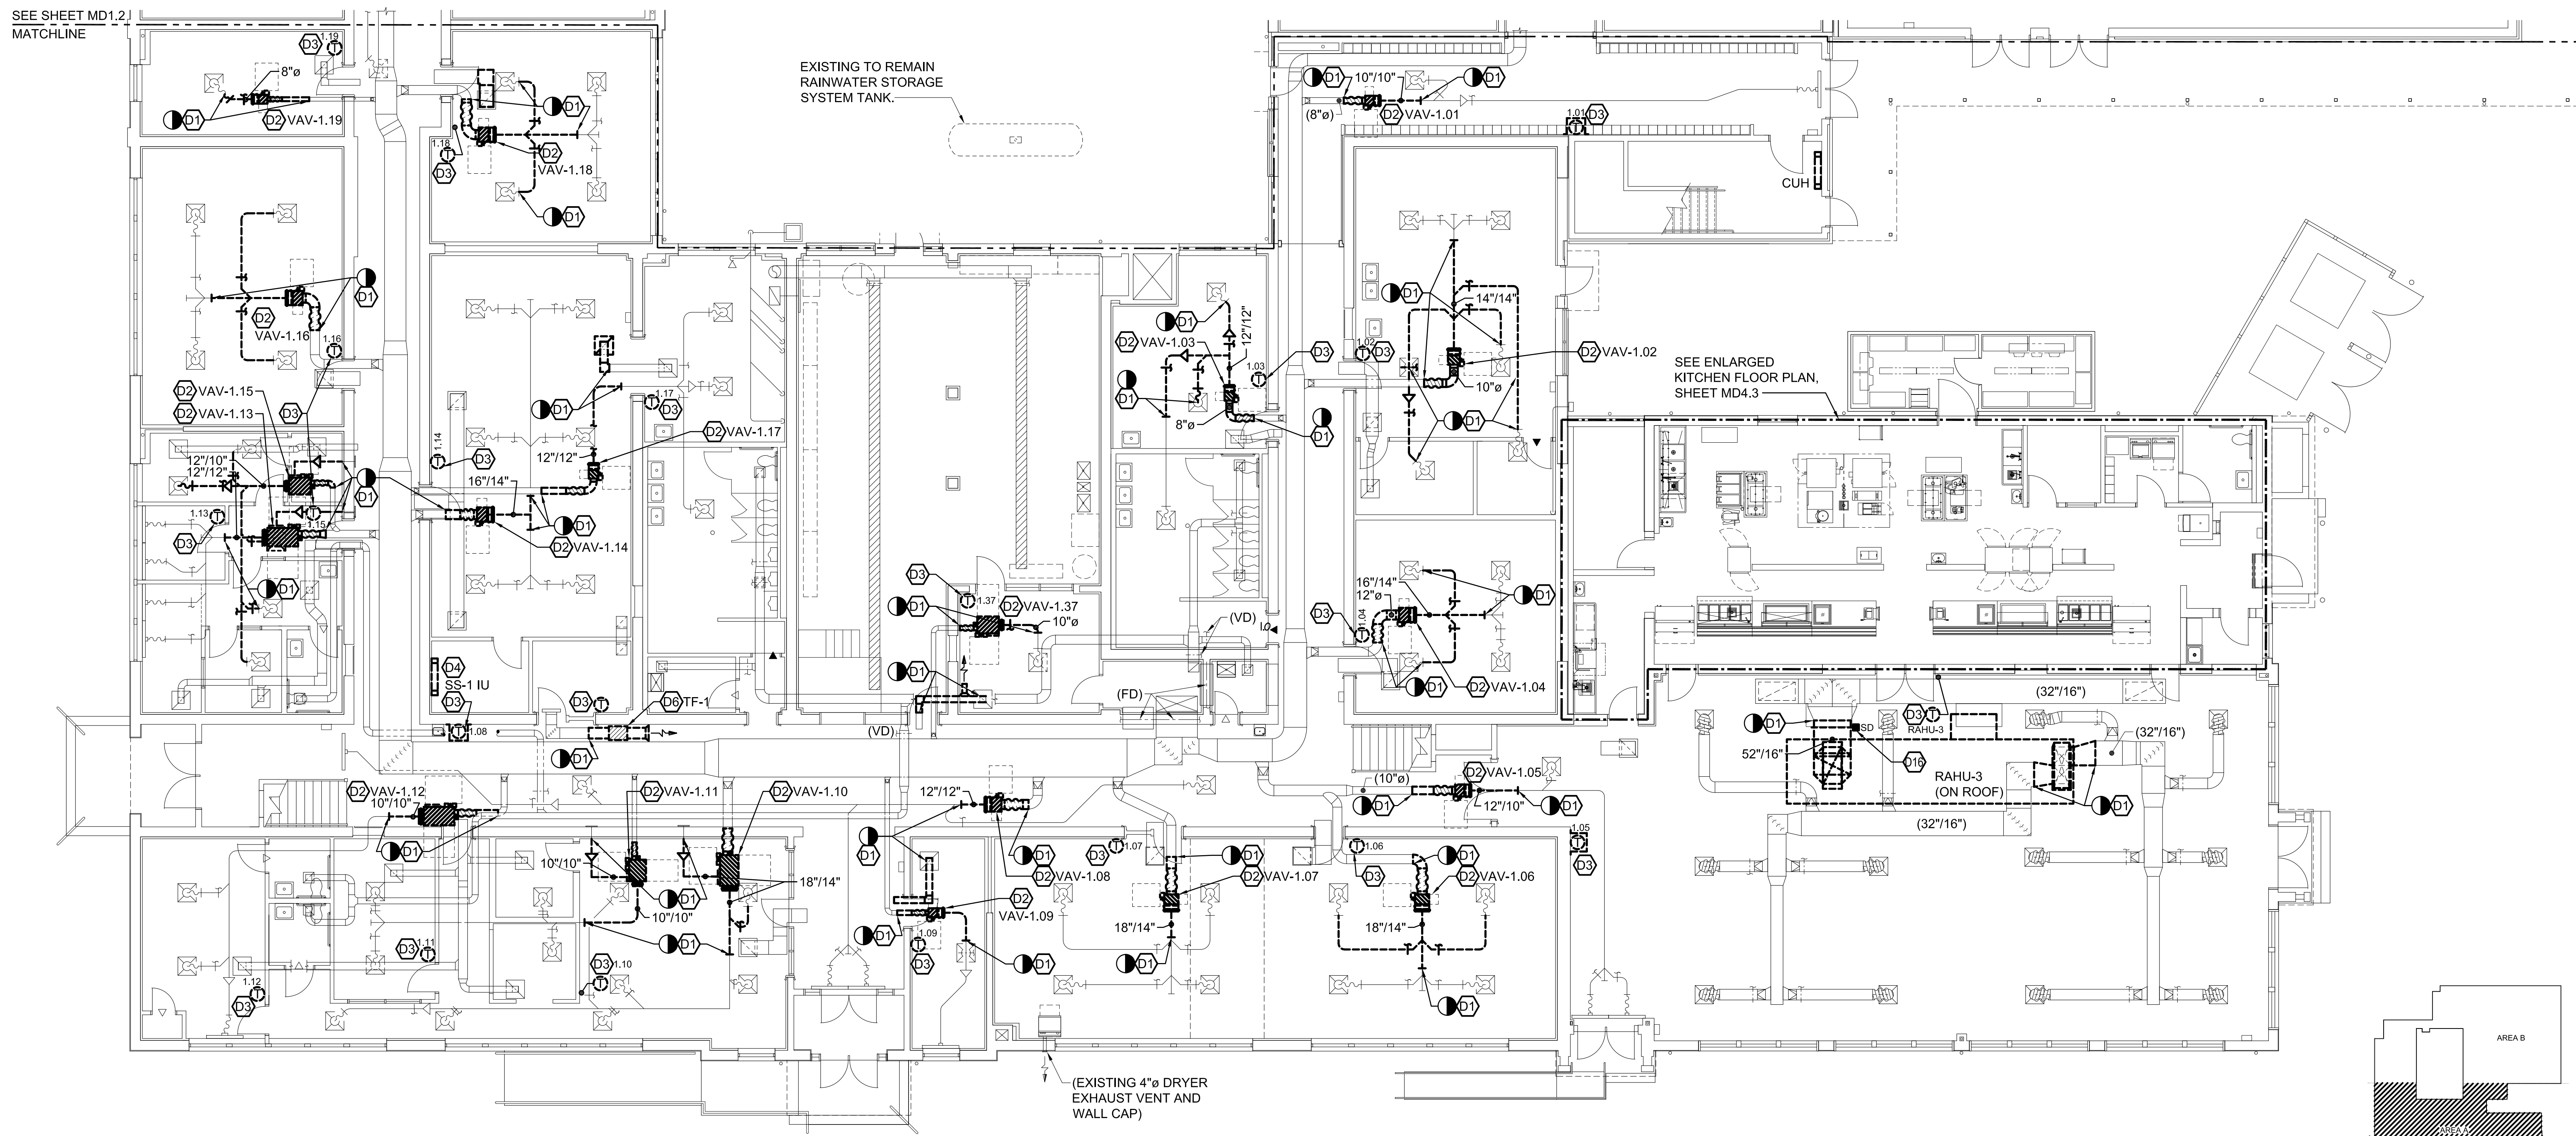 SEE SHEET MD1.2
MATCHLINE
D3
1.19
T
8"ø
D1
D2 VAV-1.19
D1
1.18
T
D3
D2
VAV-1.18
D1
EXISTING TO REMAIN
RAINWATER STORAGE
SYSTEM TANK.
D1
10"/10"
D1
(8"ø)
D2 VAV-1.01
1.01
T
D3
CUH
D1
D2
VAV-1.16
1.16
T
D2 VAV-1.15
D2 VAV-1.13
D3
12"/10"
12"/12"
D1
1.13
T
D3
T
1.15
D1
1.14
T
D3
16"/14"
D1
12"/12"
D2 VAV-1.17
T
1.17
D3
D1
D2 VAV-1.14
D1
D2 VAV-1.03
12"/12"
D1
8"ø
1.03
T
D3
D1
1.02
T
D3
D1
14"/14"
D2 VAV-1.02
10"ø
D1
SEE ENLARGED
KITCHEN FLOOR PLAN,
SHEET MD4.3
D3
T
1.37
D1
D2 VAV-1.37
10"ø
D1
(VD)
(FD)
(VD)
16"/14"
12"ø
D1
D3
1.04
T
D1
D2 VAV-1.04
D4
SS-1 IU
D3
T
1.08
D3
T
D6 TF-1
D1
D2 VAV-1.12
10"/10"
D1
D2 VAV-1.11
D2 VAV-1.10
10"/10"
D1
10"/10"
18"/14"
D1
D3
1.11
T
D3
1.10
T
1.12
T
D3
12"/12"
D1
D1
D2 VAV-1.08
D2
VAV-1.09
D1
1.09
T
D3
D1
D3
T
1.07
D1
D2 VAV-1.07
18"/14"
D1
(10"ø)
D2 VAV-1.05
D1
12"/10"
D1
T
1.06
D3
D1
D2 VAV-1.06
18"/14"
D1
1.05
T
D3
(32"/16")
D1
52"/16"
SD
D3
T
RAHU-3
D16
RAHU-3
(ON ROOF)
(32"/16")
D1
(32"/16")
(EXISTING 4"ø DRYER
EXHAUST VENT AND
WALL CAP)
AREA B
AREA A